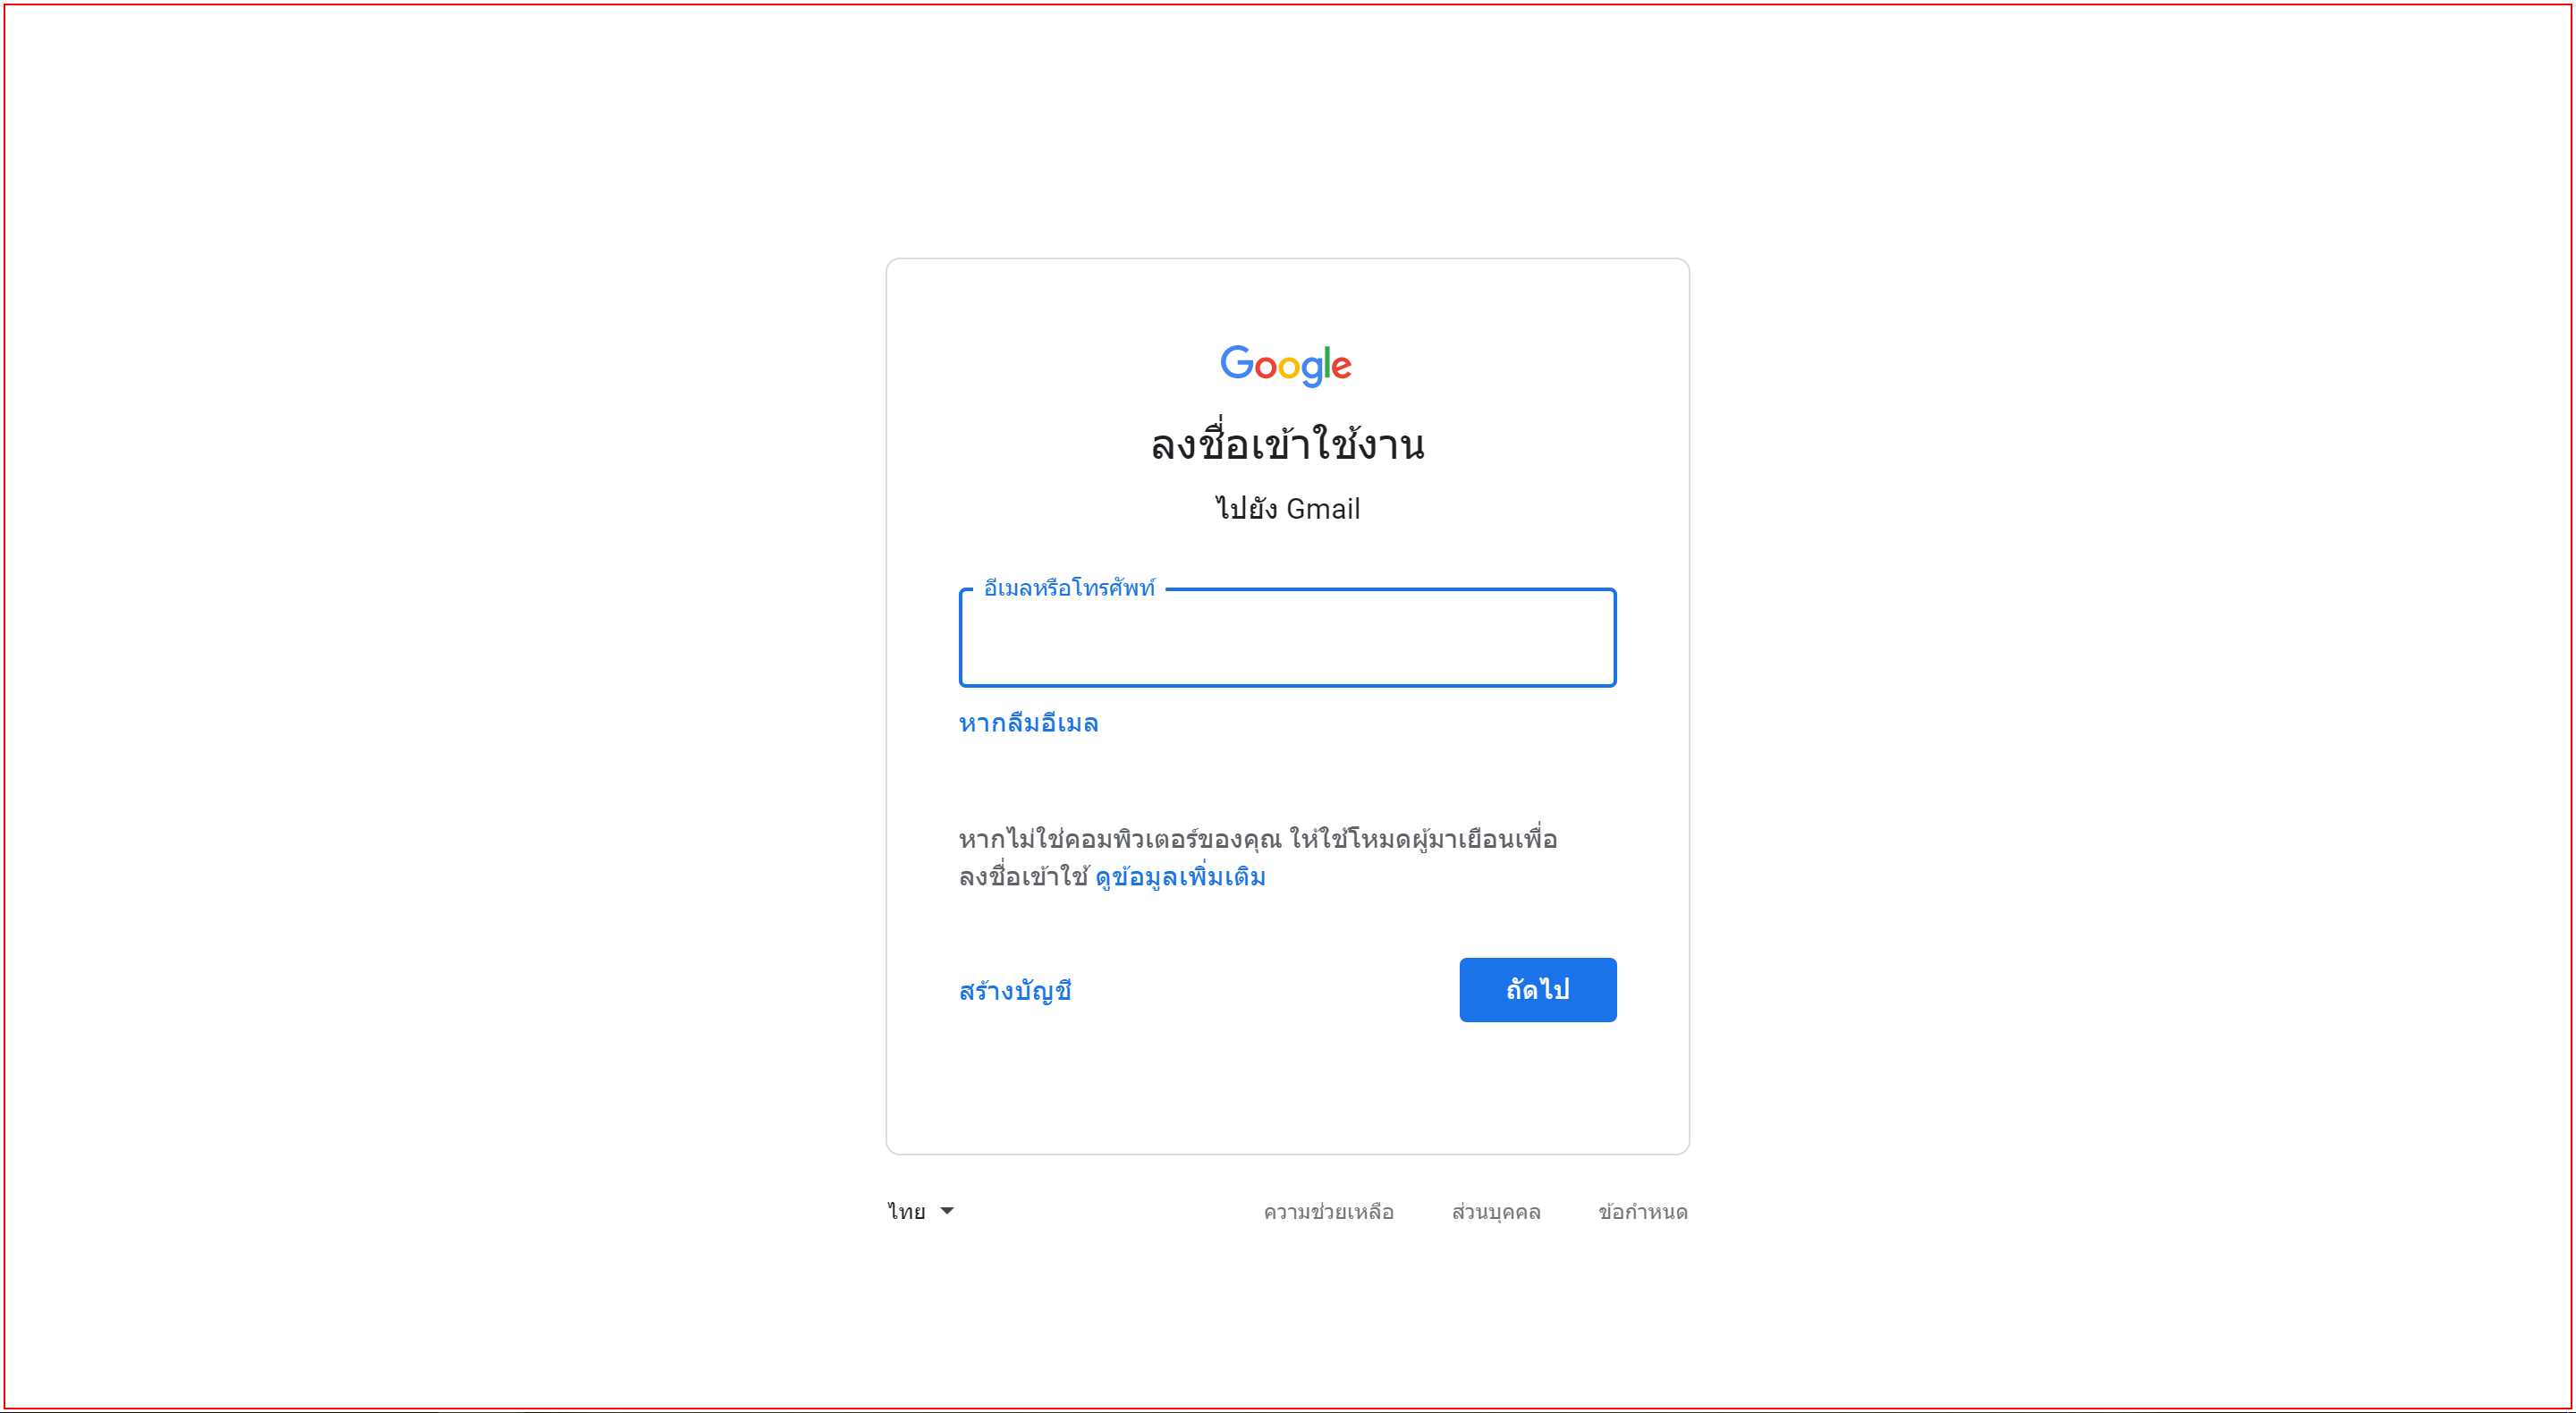 Google
ลงชื่อเข้าใช้งาน
ไปยัง Gmail
อีเมลหรือโทรศัพท์
หากลืมอีเมล
หากไม่ใช่คอมพิวเตอร์ของคุณ ให้ใช้โหมดผู้มาเยือนเพื่อ
ลงชื่อเข้าใช้ ดูข้อมูลเพิ่มเติม
สร้างบัญชี
ถัดไป
ไทย
ความช่วยเหลือ
ส่วนบุคคล
ข้อกำหนด